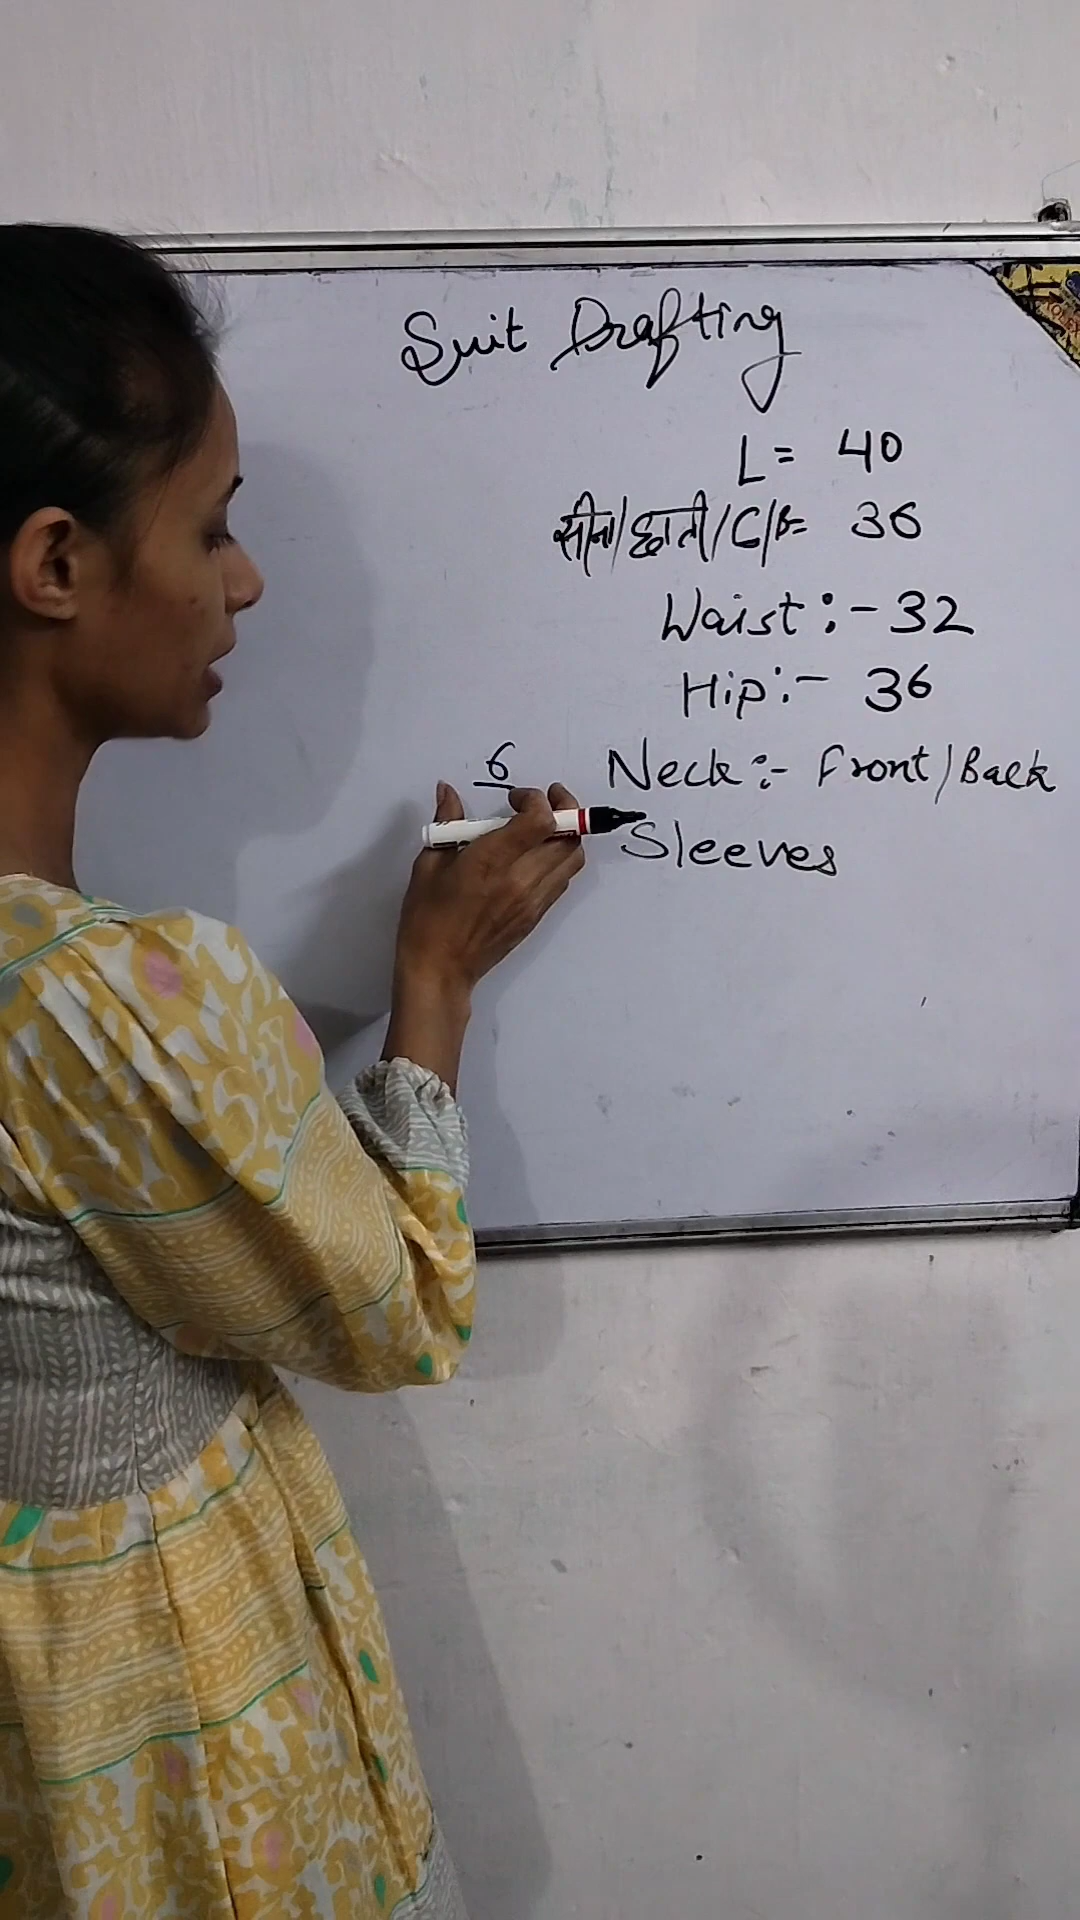 Suit Drafting
L = 40
सीना/छाती/C/B= 36
Waist :- 32
Hip :- 36
6 Neck :- Front/Back
Sleeves